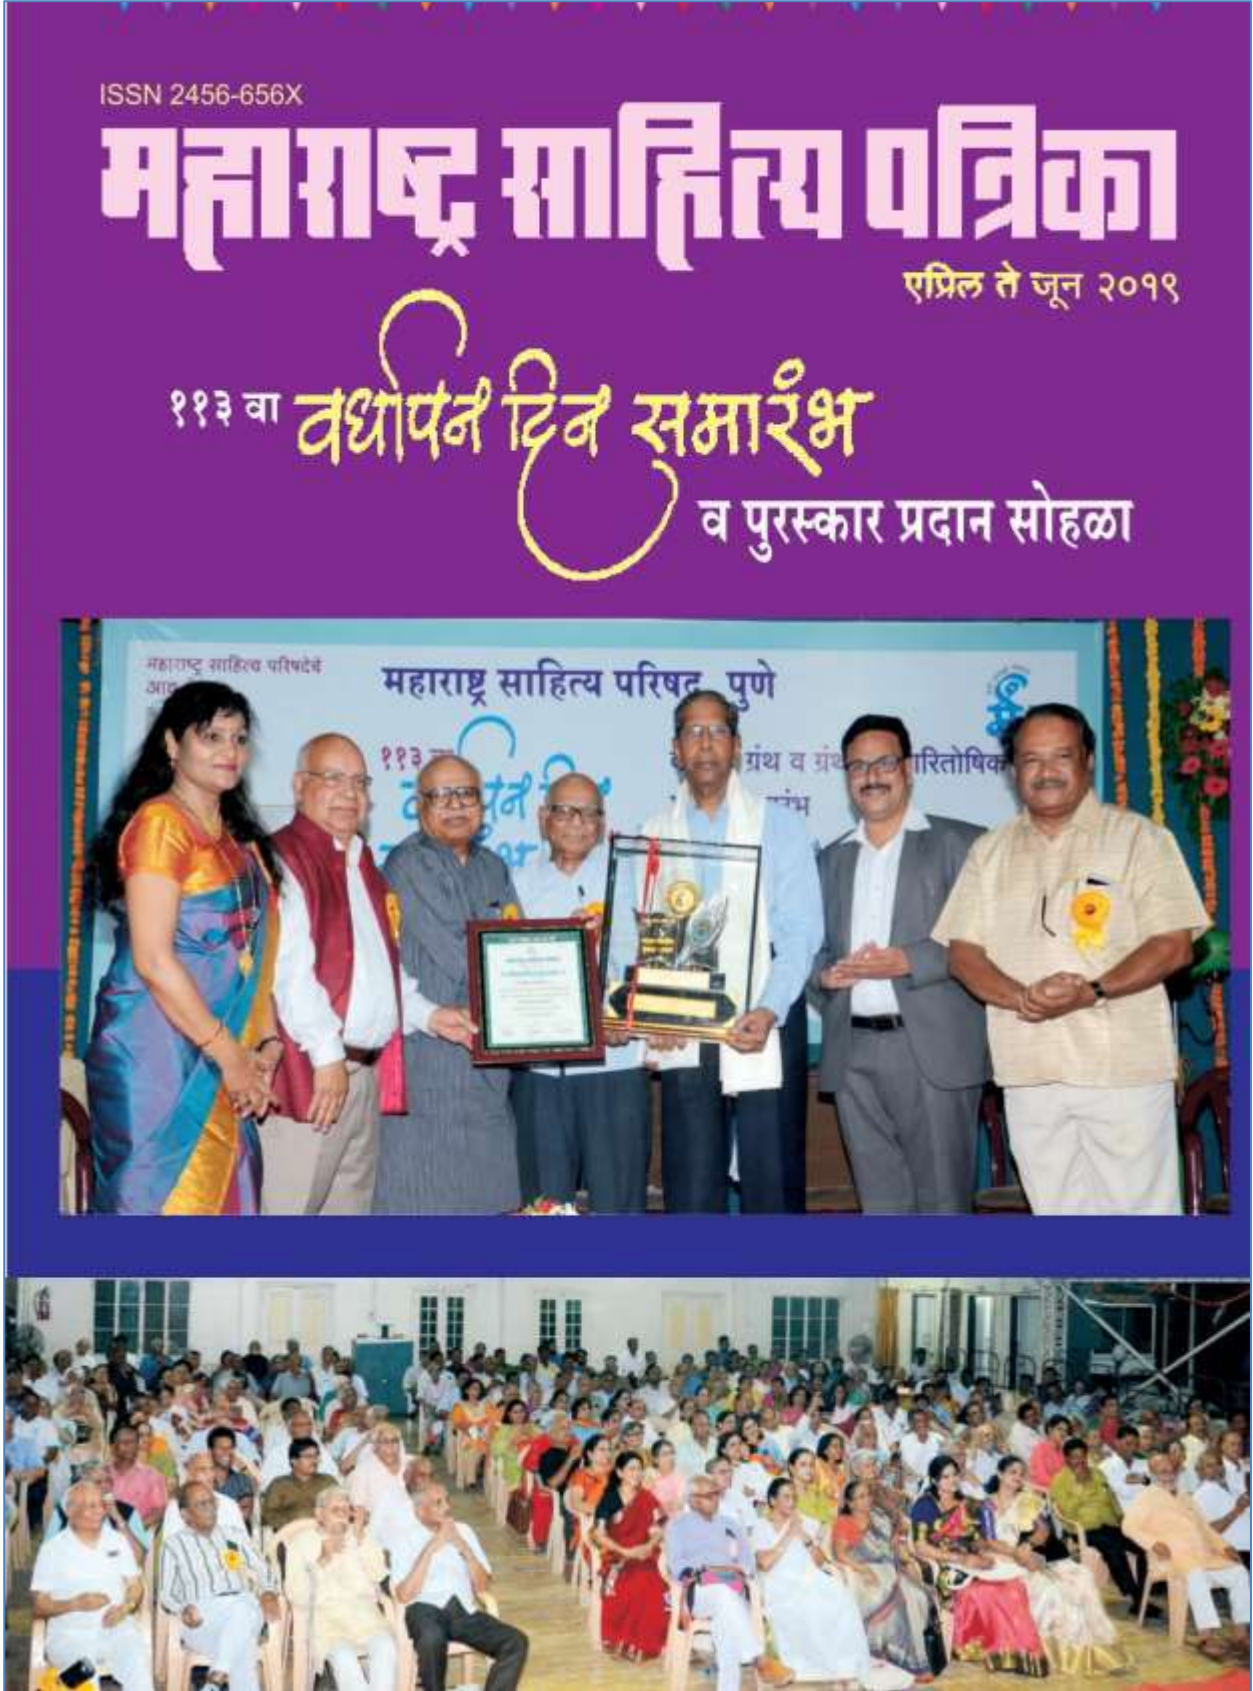 ISSN 2456-656X
महाराष्ट्र साहित्य पत्रिका
एप्रिल ते जून २०१९
११३ वा वर्धापन दिन समारंभ
व पुरस्कार प्रदान सोहळा
महाराष्ट्र साहित्य परिषदेचे
महाराष्ट्र साहित्य परिषद, पुणे
११३
ग्रंथ व ग्रंथ